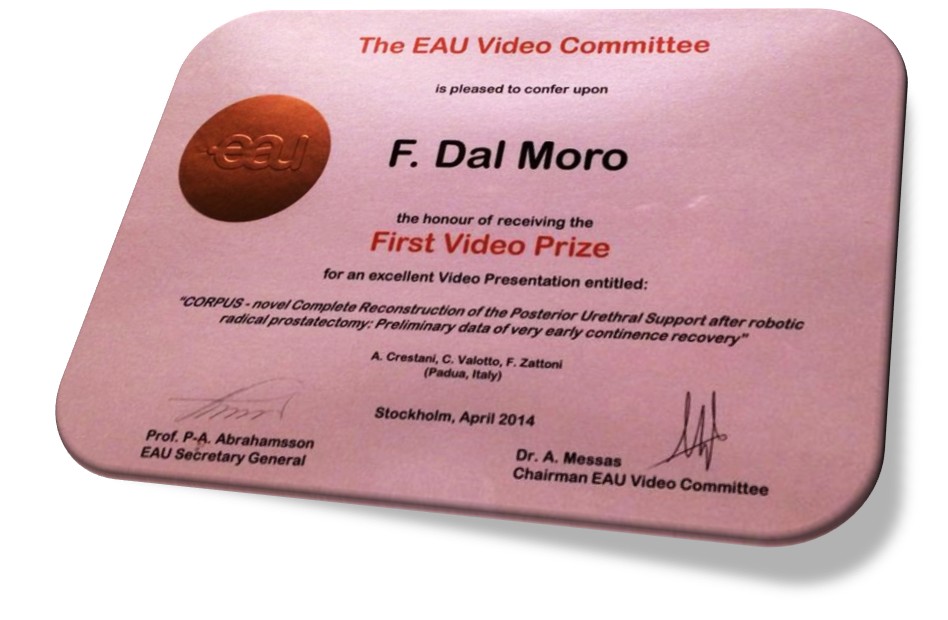 The EAU Video Committee
is pleased to confer upon
eau
F. Dal Moro
the honour of receiving the
First Video Prize
for an excellent Video Presentation entitled:
"CORPUS - novel Complete Reconstruction of the Posterior Urethral Support after robotic
radical prostatectomy: Preliminary data of very early continence recovery"
A. Crestani, C. Valotto, F. Zattoni
(Padua, Italy)
Stockholm, April 2014
Prof. P-A. Abrahamsson
EAU Secretary General
Dr. A. Messas
Chairman EAU Video Committee